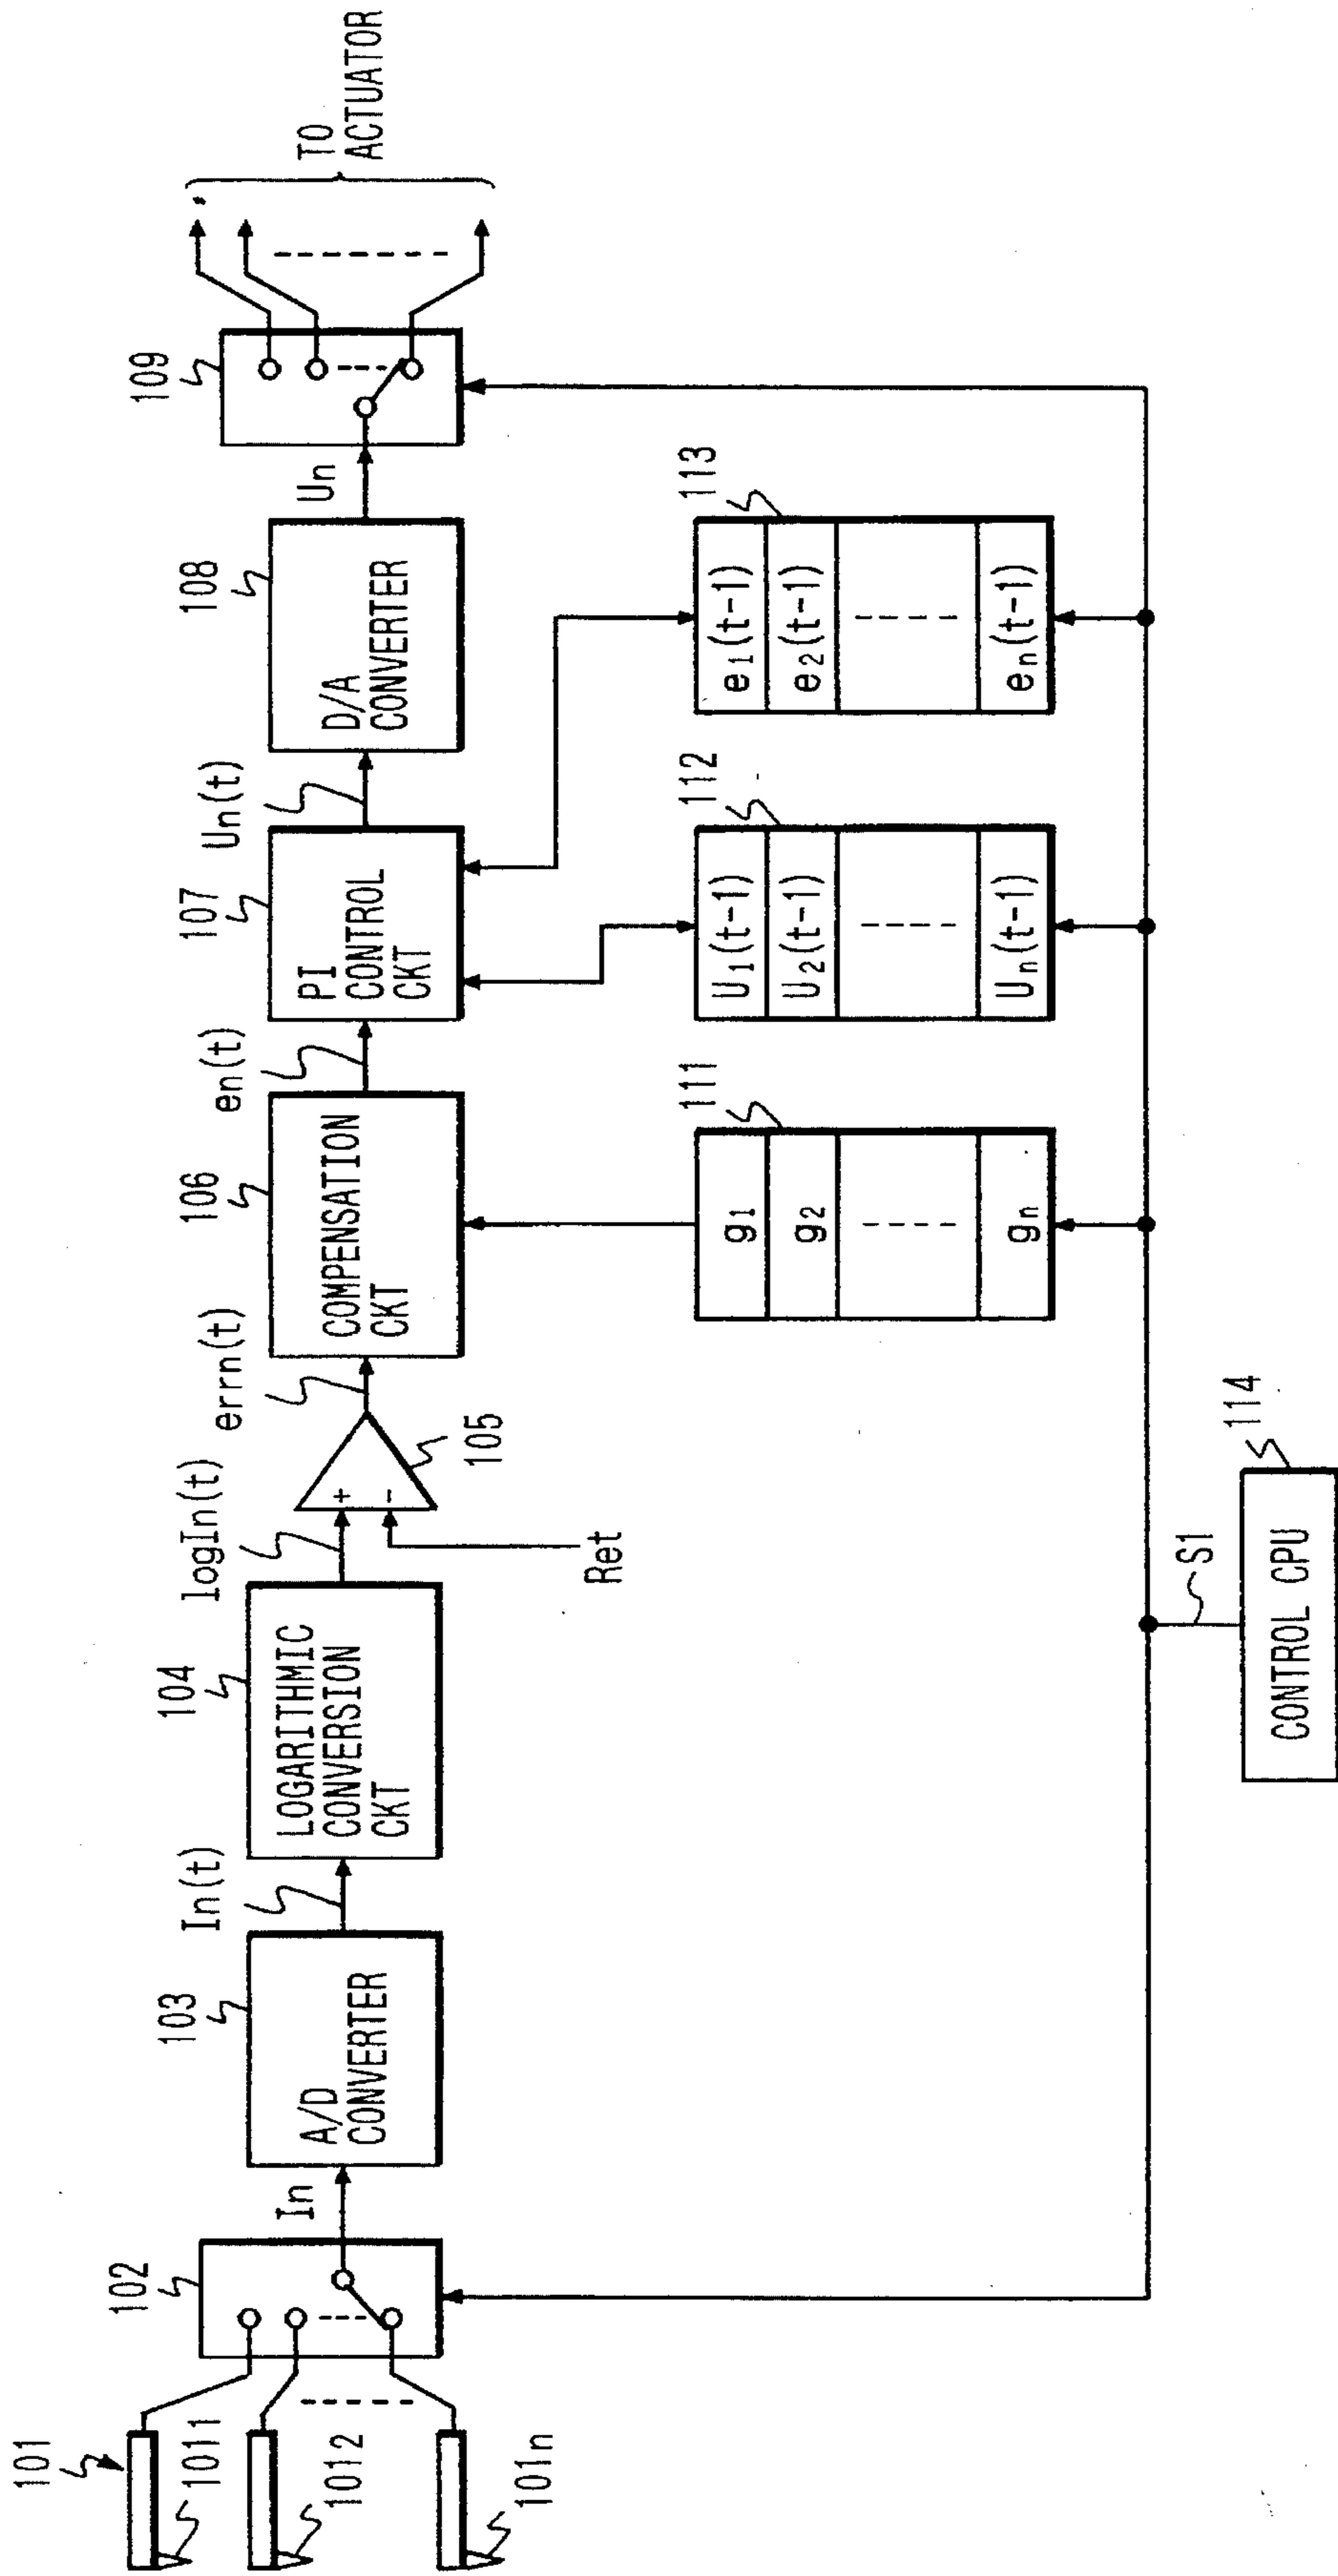 101
1011
1012
101n
102
In
103
A/D
CONVERTER
In(t)
104
LOGARITHMIC
CONVERSION
CKT
logIn(t)
+
-
Ret
105
errn(t)
106
COMPENSATION
CKT
en(t)
107
PI
CONTROL
CKT
Un(t)
108
D/A
CONVERTER
Un
109
TO
ACTUATOR
111
g1
g2
gn
112
U1(t-1)
U2(t-1)
Un(t-1)
113
e1(t-1)
e2(t-1)
en(t-1)
S1
114
CONTROL CPU